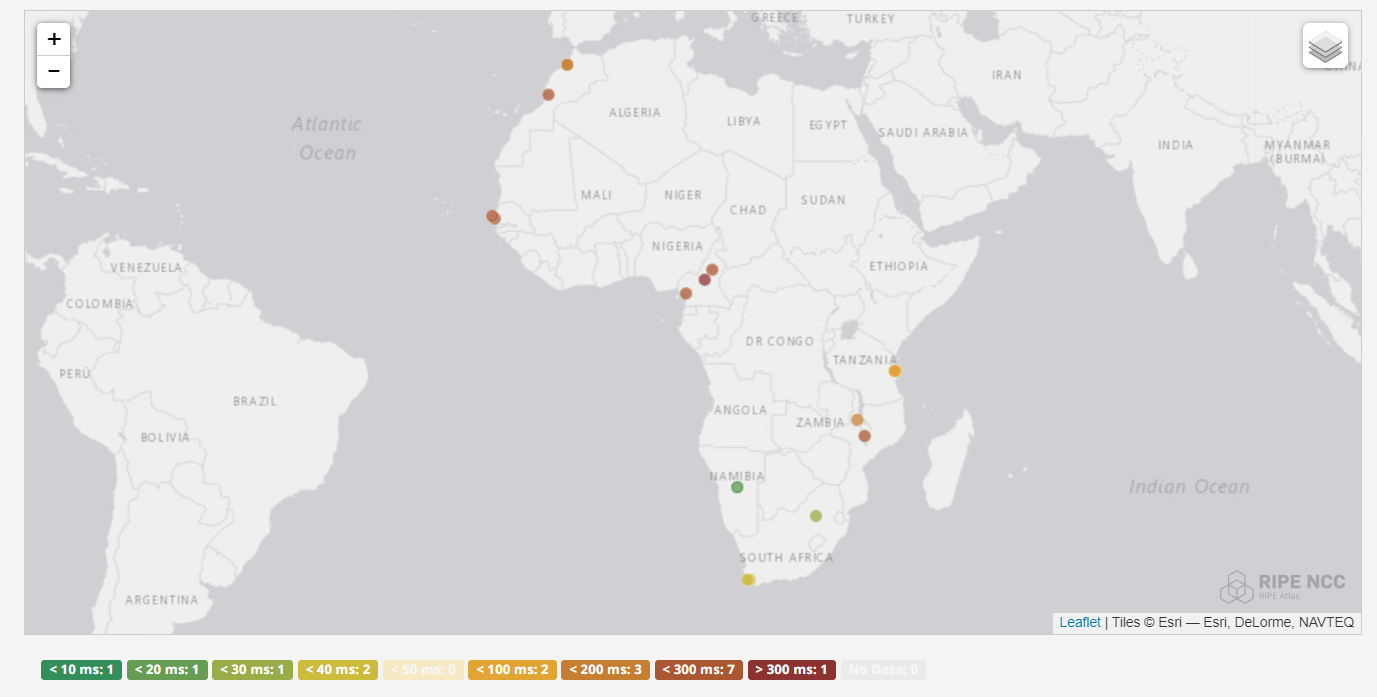 GREECE
TURKEY
+
−
IRAN
ALGERIA
LIBYA
EGYPT
Atlantic
Ocean
SAUDI ARABIA
INDIA
MYANMAR
(BURMA)
MALI
NIGER
CHAD
SUDAN
NIGERIA
ETHIOPIA
VENEZUELA
COLOMBIA
DR CONGO
TANZANIA
PERÚ
BRAZIL
ANGOLA
ZAMBIA
BOLIVIA
NAMIBIA
Indian Ocean
SOUTH AFRICA
ARGENTINA
RIPE NCC
RIPE Atlas
Leaflet | Tiles © Esri — Esri, DeLorme, NAVTEQ
< 10 ms: 1
< 20 ms: 1
< 30 ms: 1
< 40 ms: 2
< 50 ms: 0
< 100 ms: 2
< 200 ms: 3
< 300 ms: 7
> 300 ms: 1
No Data: 0